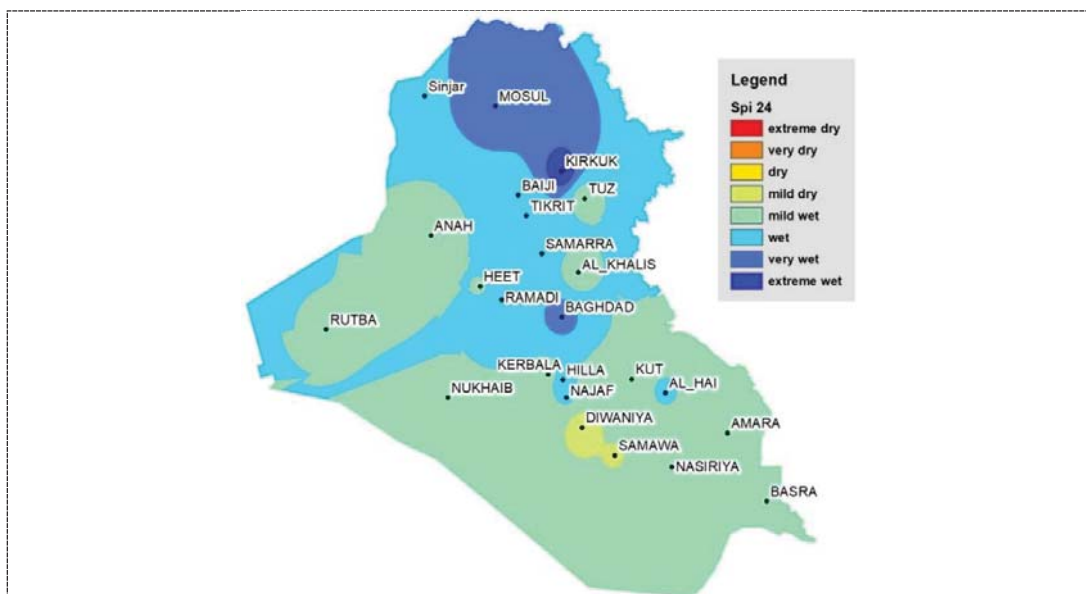 Legend
Spi 24
extreme dry
very dry
dry
mild dry
mild wet
wet
very wet
extreme wet
Sinjar
MOSUL
KIRKUK
BAIJI
TUZ
TIKRIT
ANAH
SAMARRA
AL_KHALIS
HEET
RAMADI
BAGHDAD
RUTBA
KERBALA
HILLA
KUT
AL_HAI
NUKHAIB
NAJAF
DIWANIYA
AMARA
SAMAWA
NASIRIYA
BASRA